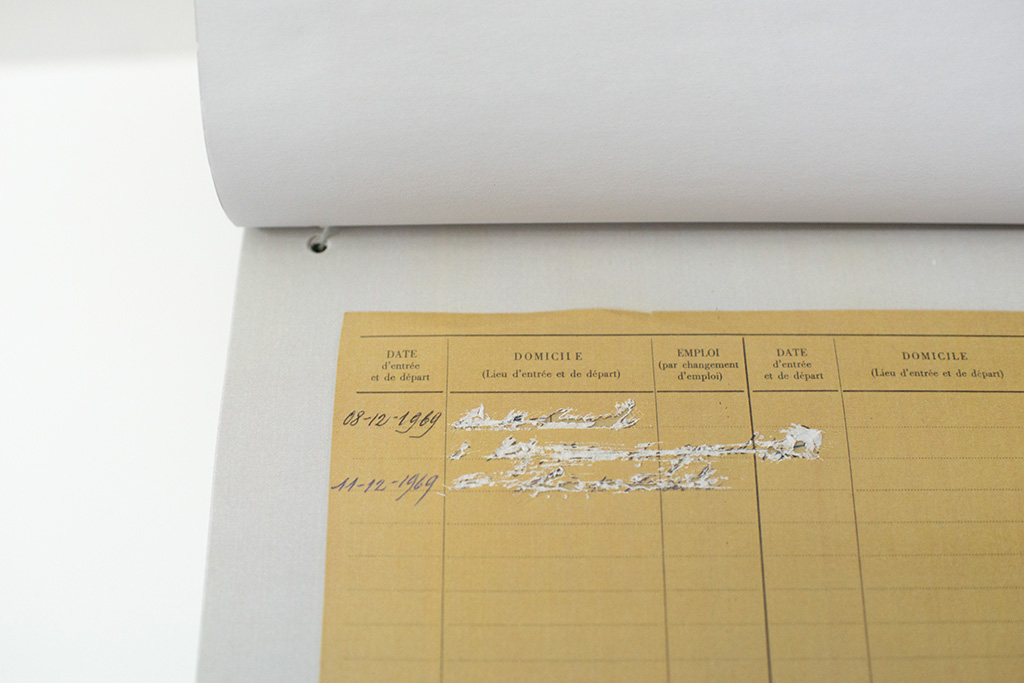 DATE
d'entrée
et de départ
DOMICILE
(Lieu d'entrée et de départ)
EMPLOI
(par changement
d'emploi)
DATE
d'entrée
et de départ
DOMICILE
(Lieu d'entrée et de départ)
08-12-1969
11-12-1969